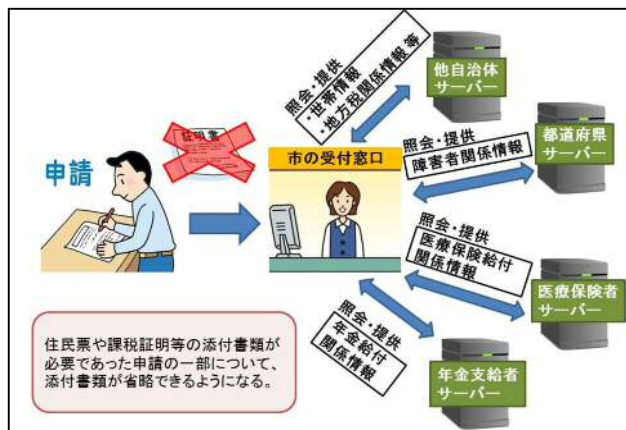 照会・提供
・世帯情報
・地方税関係情報等
他自治体
サーバー
証明書
申請
市の受付窓口
照会・提供
障害者関係情報
都道府県
サーバー
照会・提供
医療保険給付
関係情報
医療保険者
サーバー
照会・提供
年金給付
関係情報
年金支給者
サーバー
住民票や課税証明等の添付書類が
必要であった申請の一部について、
添付書類が省略できるようになる。